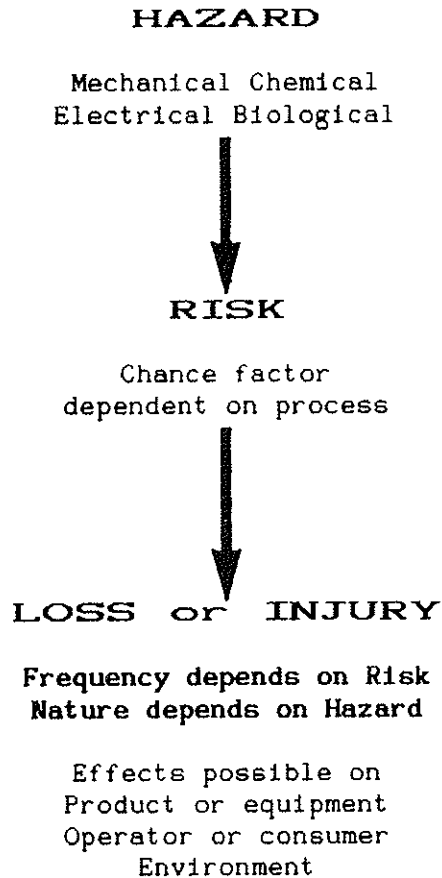 HAZARD
Mechanical Chemical
Electrical Biological
RISK
Chance factor
dependent on process
LOSS or INJURY
Frequency depends on Risk
Nature depends on Hazard
Effects possible on
Product or equipment
Operator or consumer
Environment